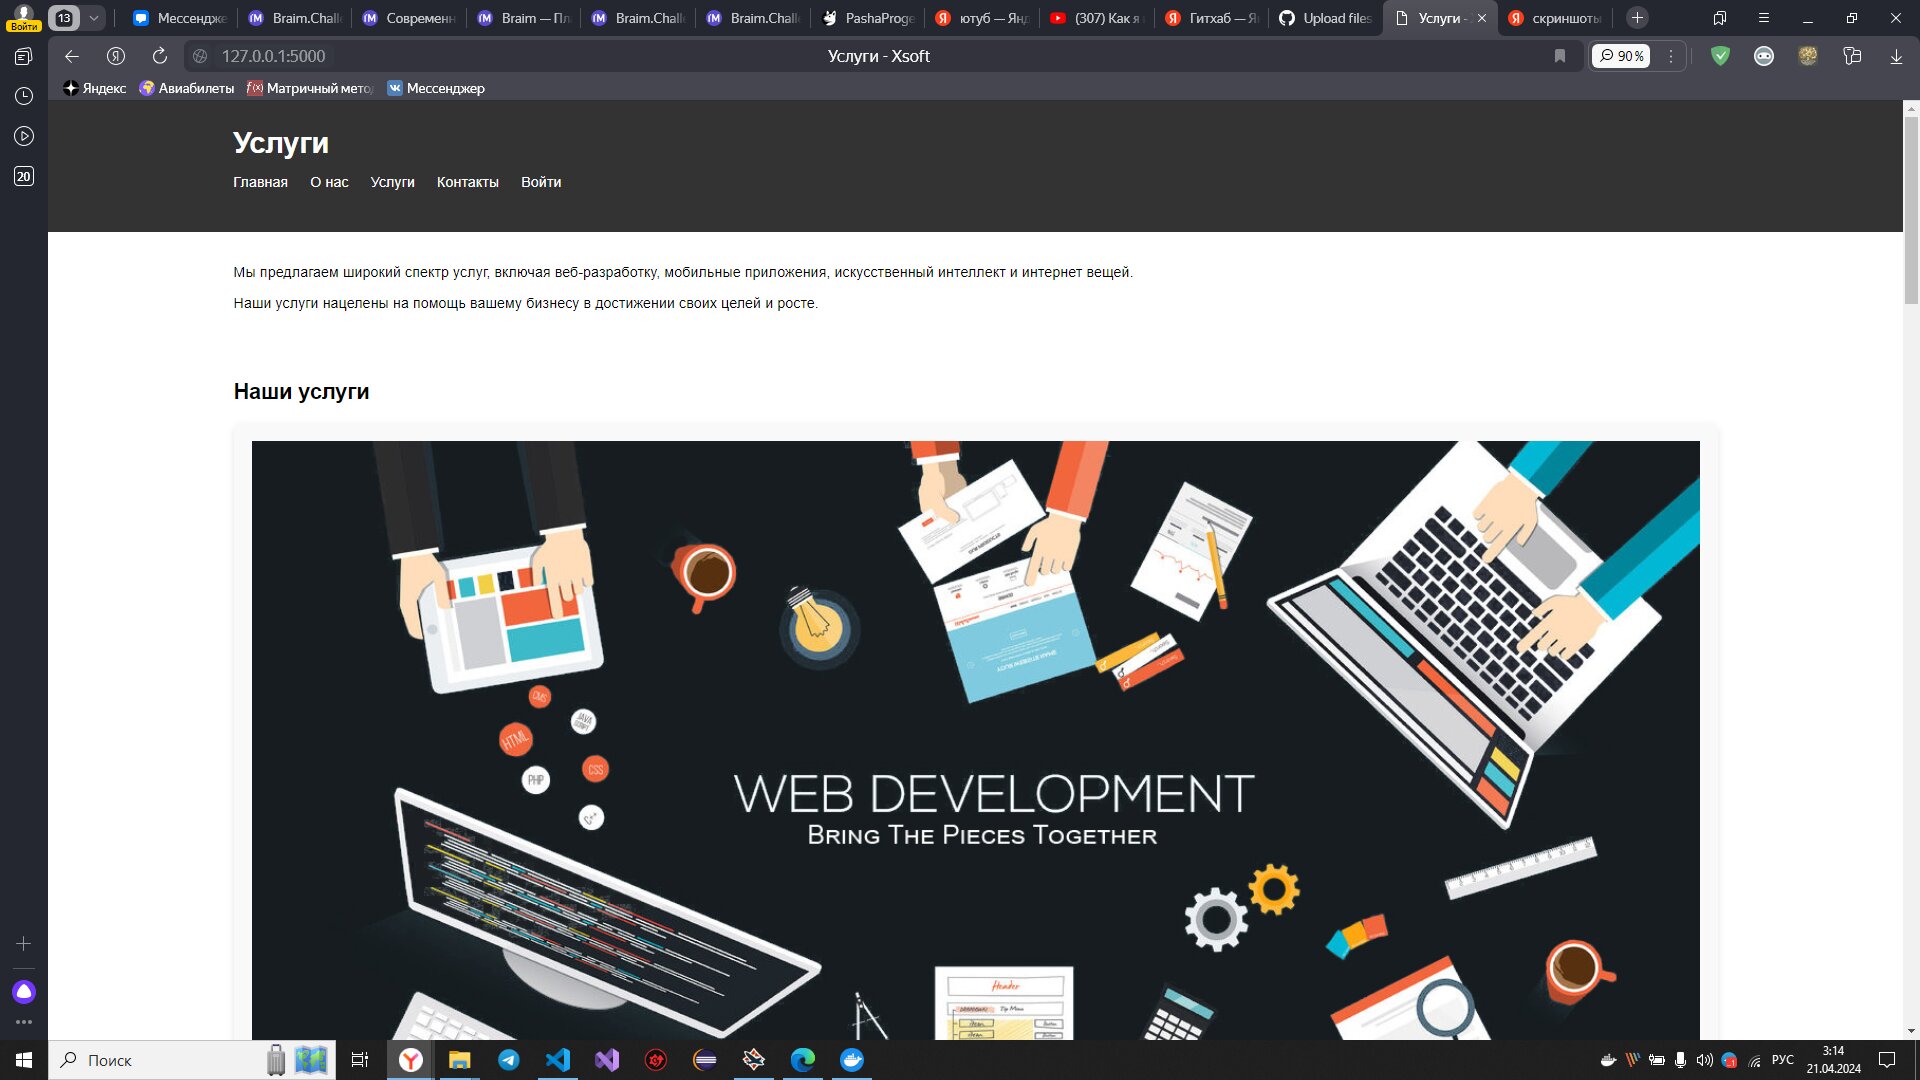 13
Мессендже
Braim.Chall
Современн
Braim — Пл
Braim.Chall
Braim.Chall
PashaProge
ютуб — Янд
(307) Как я
Гитхаб — Я
Upload files
Услуги -
скриншоты
Войти
127.0.0.1:5000
Услуги - Xsoft
90 %
Яндекс
Авиабилеты
Матричный мето
Мессенджер
20
Услуги
Главная О нас Услуги Контакты Войти
Мы предлагаем широкий спектр услуг, включая веб-разработку, мобильные приложения, искусственный интеллект и интернет вещей.
Наши услуги нацелены на помощь вашему бизнесу в достижении своих целей и росте.
Наши услуги
CMS
JAVA SCRIPT
HTML
CSS
PHP
WEB DEVELOPMENT
BRING THE PIECES TOGETHER
Header
Top Menu
Поиск
РУС
3:14
21.04.2024